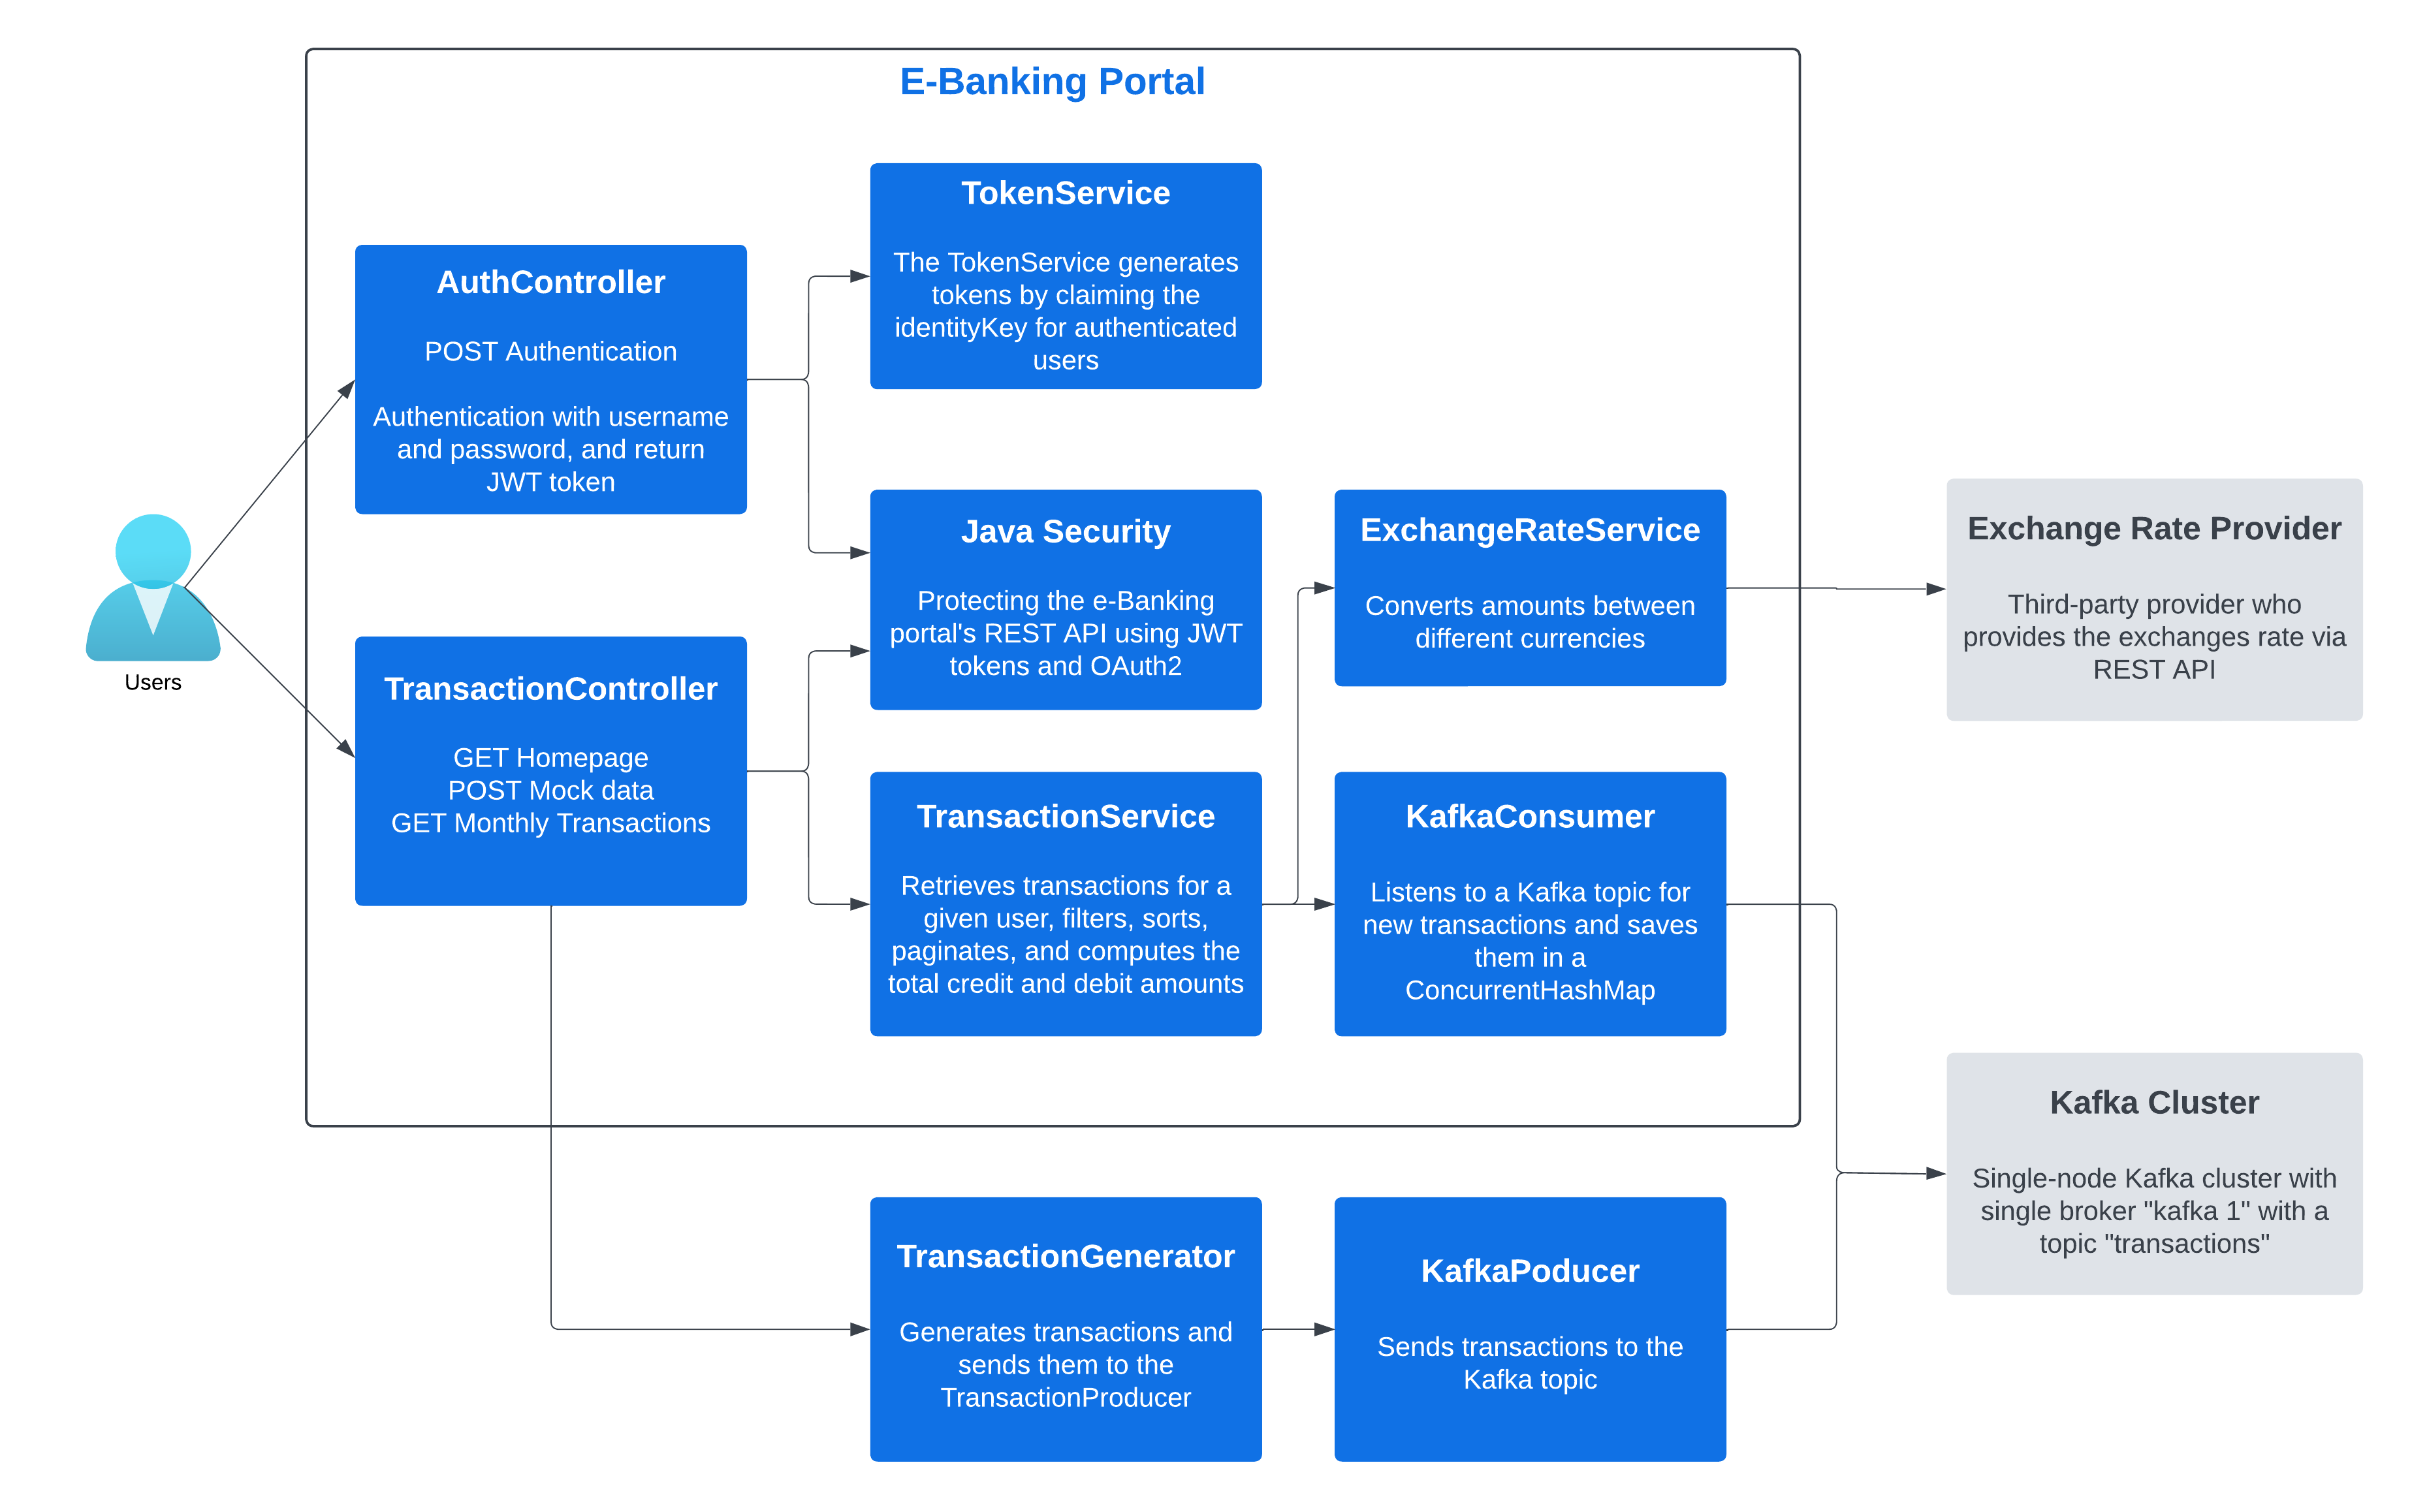 E-Banking Portal
TokenService
The TokenService generates
tokens by claiming the
identityKey for authenticated
users
AuthController
POST Authentication
Authentication with username
and password, and return
JWT token
Users
Java Security
Protecting the e-Banking
portal's REST API using JWT
tokens and OAuth2
ExchangeRateService
Converts amounts between
different currencies
Exchange Rate Provider
Third-party provider who
provides the exchanges rate via
REST API
TransactionController
GET Homepage
POST Mock data
GET Monthly Transactions
TransactionService
Retrieves transactions for a
given user, filters, sorts,
paginates, and computes the
total credit and debit amounts
KafkaConsumer
Listens to a Kafka topic for
new transactions and saves
them in a
ConcurrentHashMap
Kafka Cluster
Single-node Kafka cluster with
single broker "kafka 1" with a
topic "transactions"
TransactionGenerator
Generates transactions and
sends them to the
TransactionProducer
KafkaPoducer
Sends transactions to the
Kafka topic